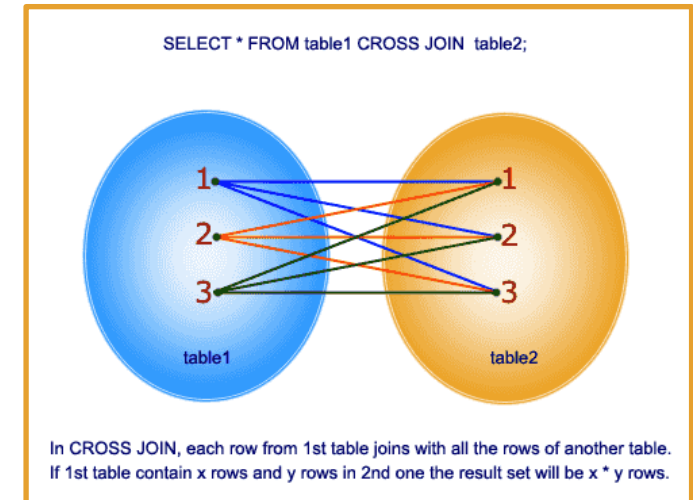 SELECT * FROM table1 CROSS JOIN table2;
1 1
2 2
3 3
table1 table2
In CROSS JOIN, each row from 1st table joins with all the rows of another table.
If 1st table contain x rows and y rows in 2nd one the result set will be x * y rows.